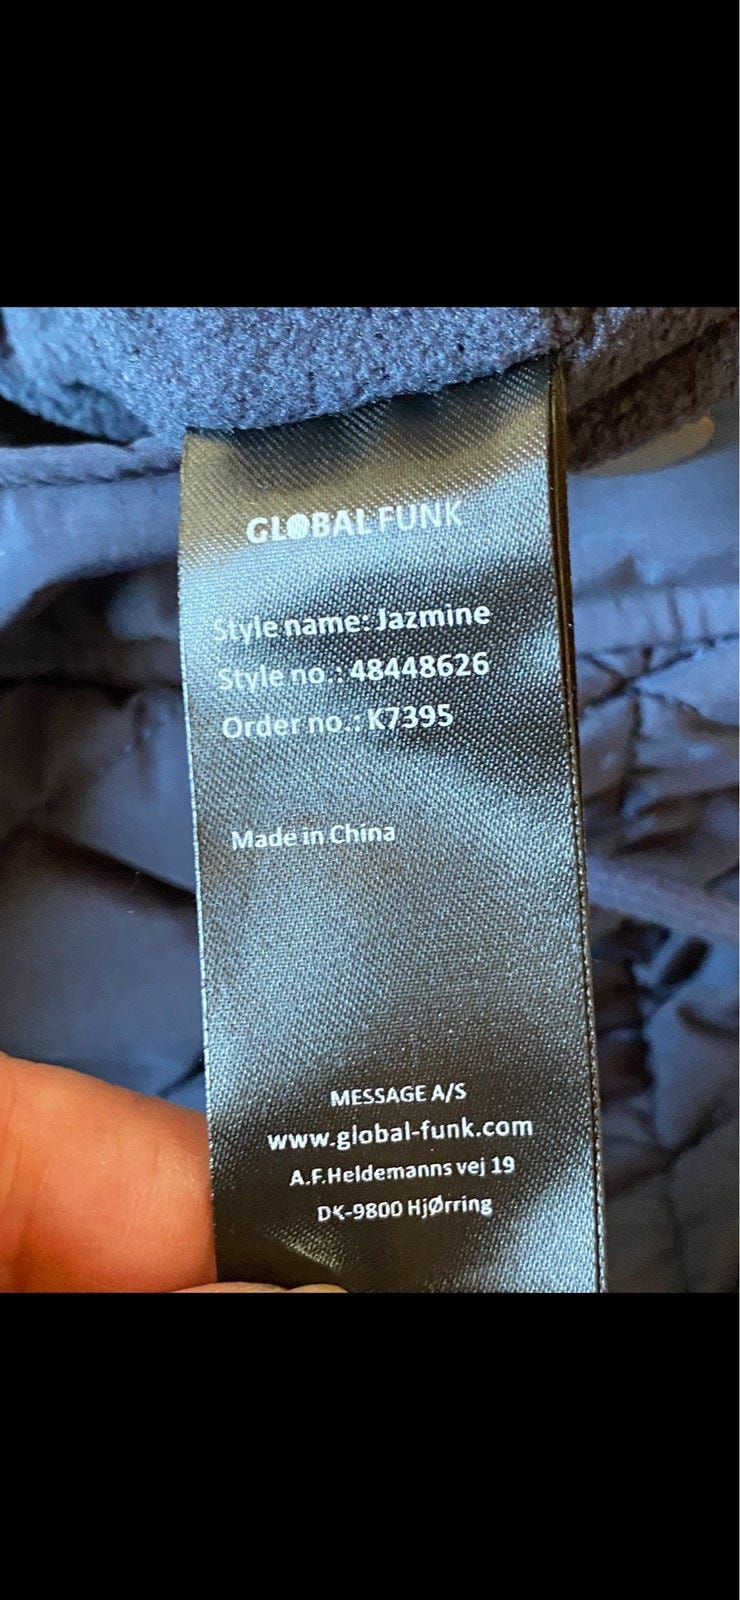 GLOBAL FUNK
Style name: Jazmine
Style no.: 48448626
Order no.: K7395
Made in China
MESSAGE A/S
www.global-funk.com
A.F.Heldemanns vej 19
DK-9800 HjØrring